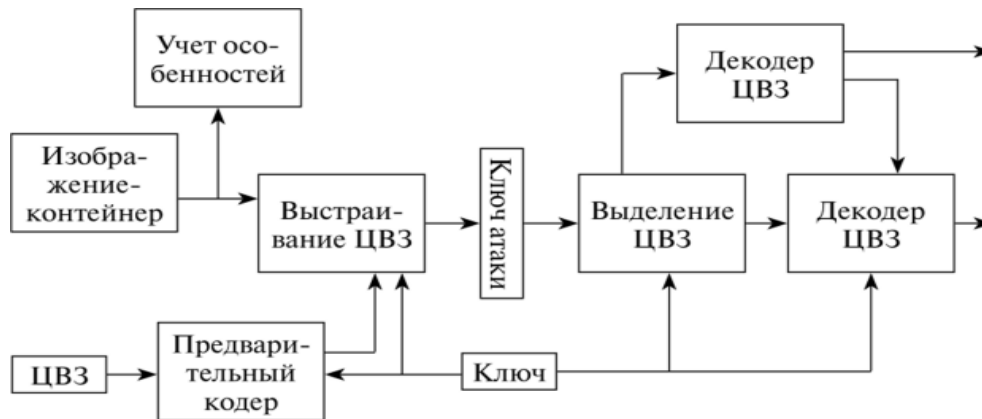 Учет осо-
бенностей
Декодер
ЦВЗ
Изобра-
жение-
контейнер
Выстраи-
вание ЦВЗ
Ключ атаки
Выделение
ЦВЗ
Декодер
ЦВЗ
ЦВЗ
Предвари-
тельный
кодер
Ключ